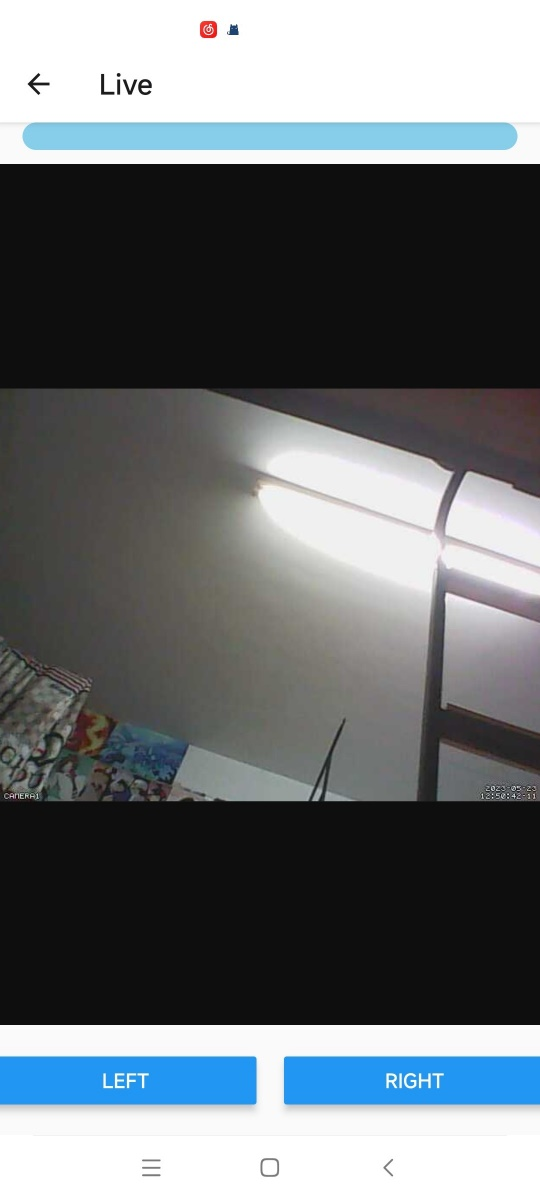 Live
2023-05-23
CAMERA1
12:50:42-11
LEFT
RIGHT